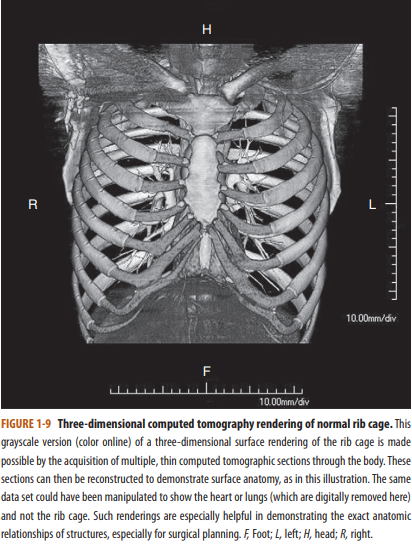 H
R
L
10.00mm/div
F
10.00mm/div
FIGURE 1-9 Three-dimensional computed tomography rendering of normal rib cage. This
grayscale version (color online) of a three-dimensional surface rendering of the rib cage is made
possible by the acquisition of multiple, thin computed tomographic sections through the body. These
sections can then be reconstructed to demonstrate surface anatomy, as in this illustration. The same
data set could have been manipulated to show the heart or lungs (which are digitally removed here)
and not the rib cage. Such renderings are especially helpful in demonstrating the exact anatomic
relationships of structures, especially for surgical planning. F, Foot; L, left; H, head; R, right.